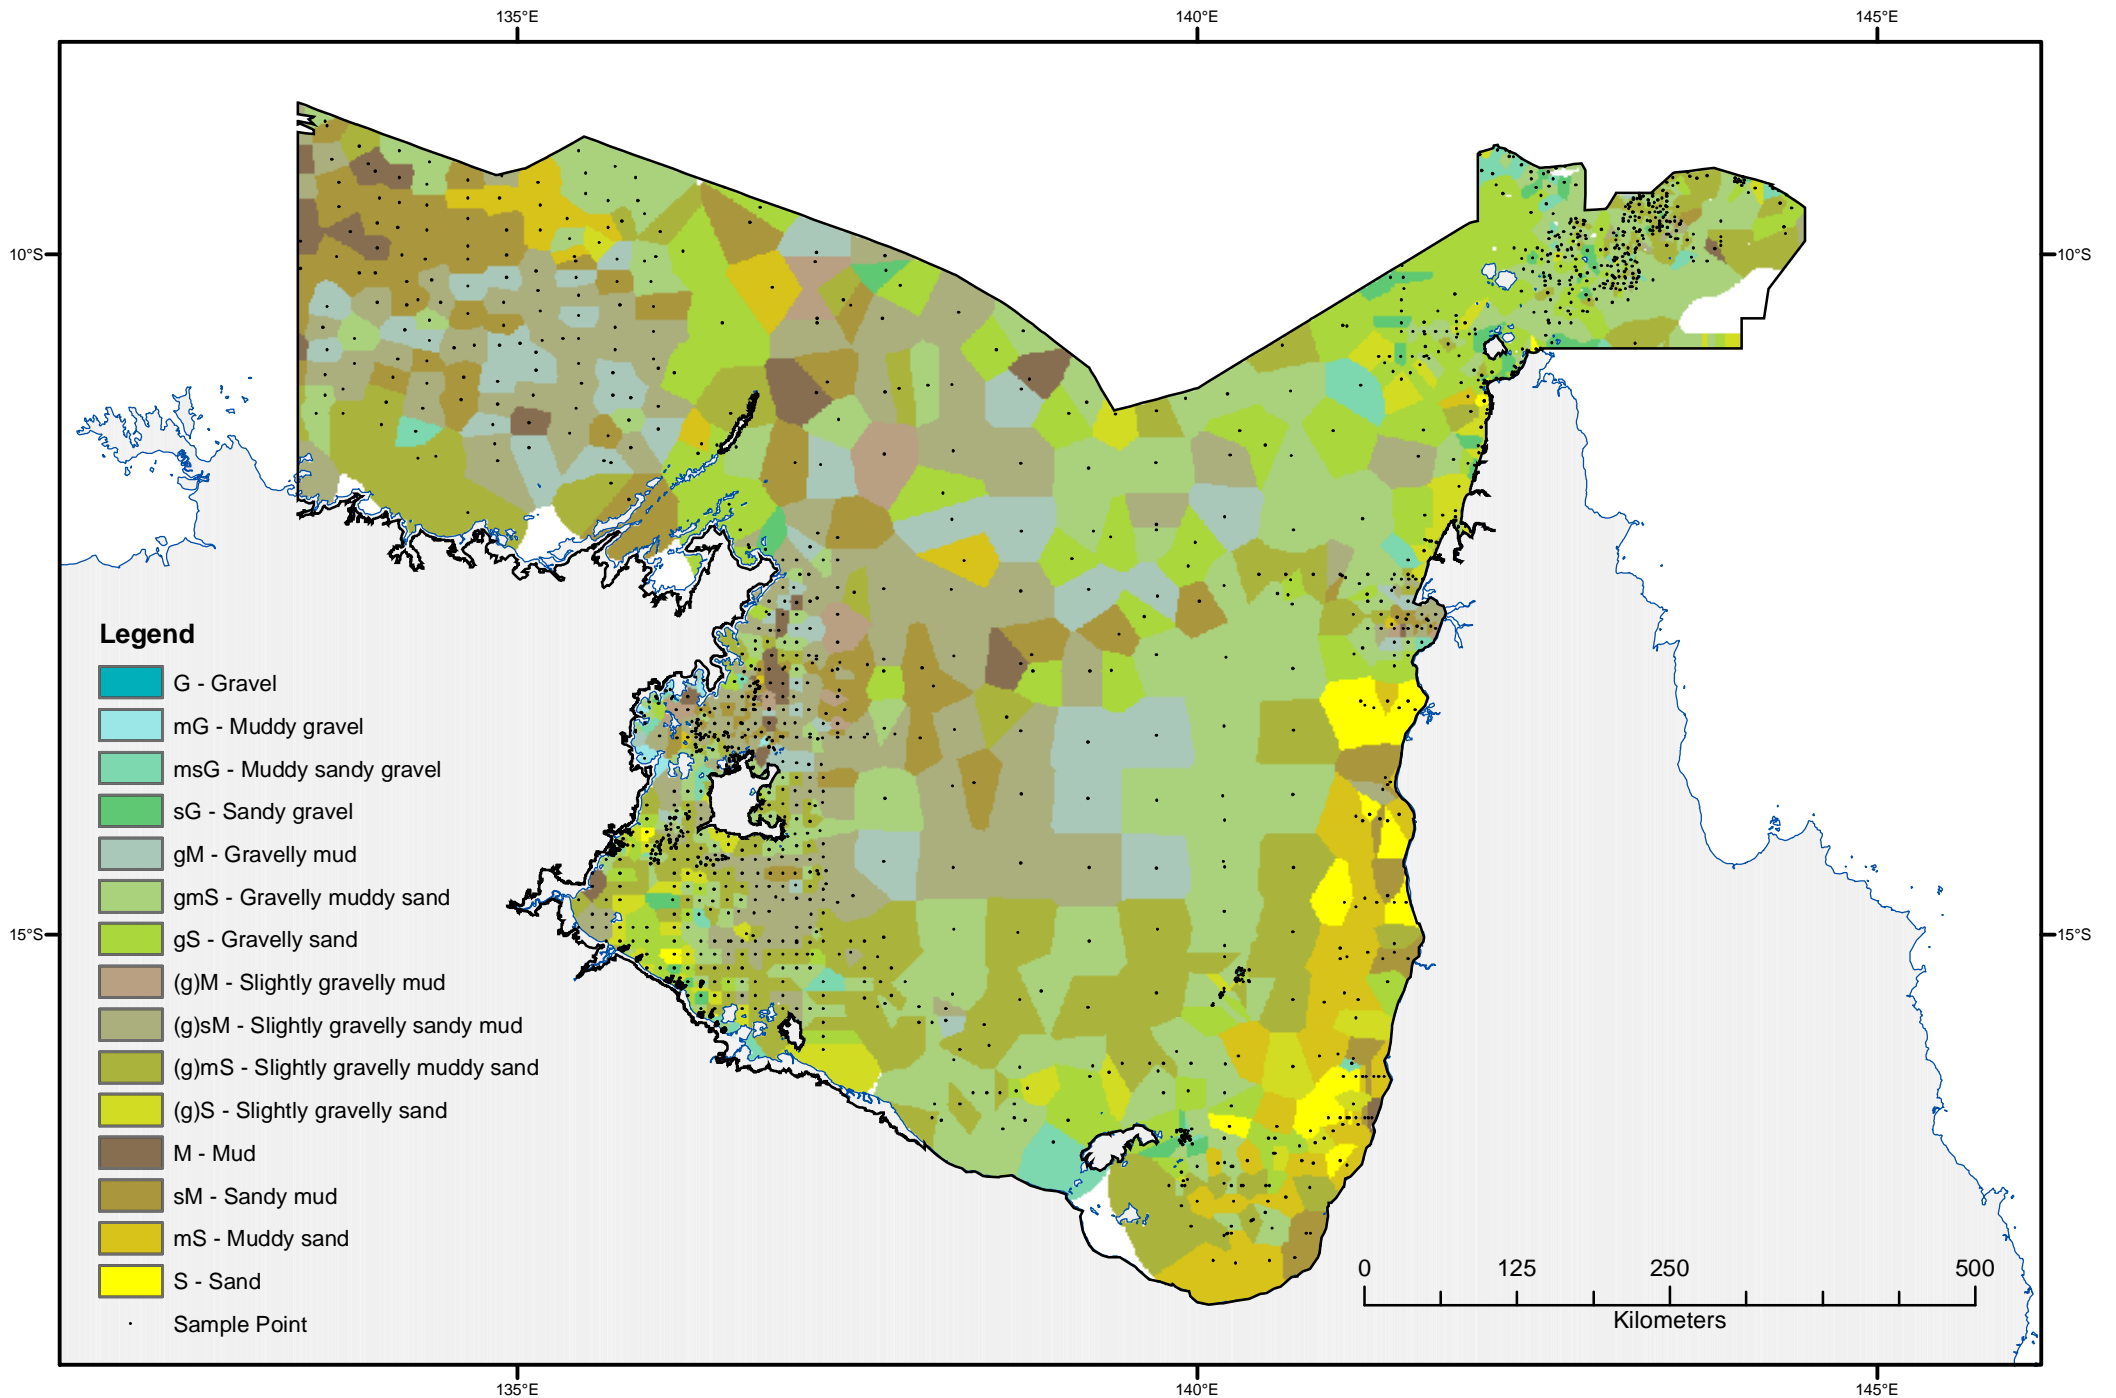 135°E
140°E
145°E
10°S
10°S
Legend
G - Gravel
mG - Muddy gravel
msG - Muddy sandy gravel
sG - Sandy gravel
gM - Gravelly mud
gmS - Gravelly muddy sand
gS - Gravelly sand
15°S
15°S
(g)M - Slightly gravelly mud
(g)sM - Slightly gravelly sandy mud
(g)mS - Slightly gravelly muddy sand
(g)S - Slightly gravelly sand
M - Mud
sM - Sandy mud
mS - Muddy sand
S - Sand
Sample Point
0
125
250
500
Kilometers
135°E
140°E
145°E